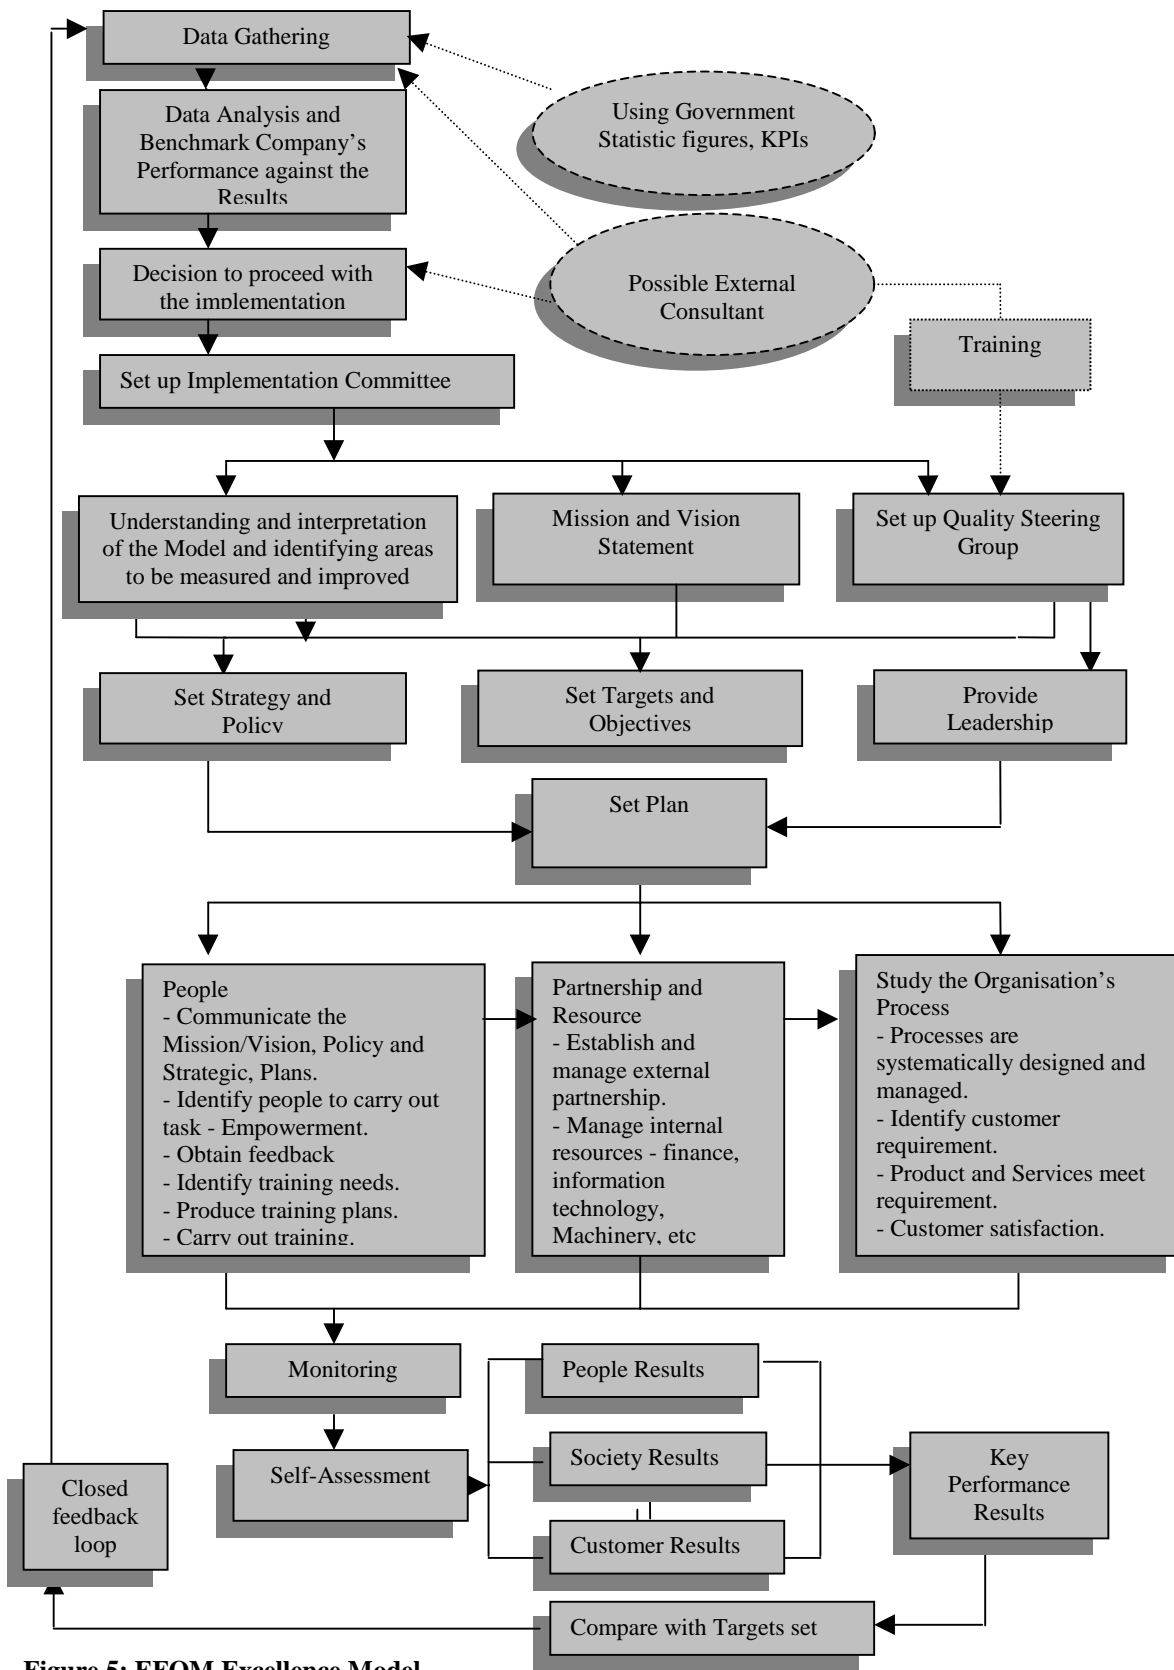 Data Gathering
Using Government
Statistic figures, KPIs
Data Analysis and
Benchmark Company’s
Performance against the
Results
Decision to proceed with
the implementation
Possible External
Consultant
Training
Set up Implementation Committee
Understanding and interpretation
of the Model and identifying areas
to be measured and improved
Mission and Vision
Statement
Set up Quality Steering
Group
Set Strategy and
Policy
Set Targets and
Objectives
Provide
Leadership
Set Plan
People
- Communicate the
Mission/Vision, Policy and
Strategic, Plans.
- Identify people to carry out
task - Empowerment.
- Obtain feedback
- Identify training needs.
- Produce training plans.
- Carry out training.
Partnership and
Resource
- Establish and
manage external
partnership.
- Manage internal
resources - finance,
information
technology,
Machinery, etc
Study the Organisation’s
Process
- Processes are
systematically designed and
managed.
- Identify customer
requirement.
- Product and Services meet
requirement.
- Customer satisfaction.
Monitoring
People Results
Self-Assessment
Society Results
Key
Performance
Results
Closed
feedback
loop
Customer Results
Compare with Targets set
Figure 5: EFQM Excellence Model